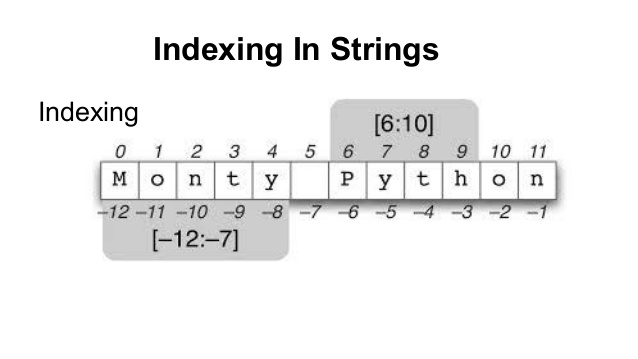 Indexing In Strings
Indexing
[6:10]
0 1 2 3 4 5 6 7 8 9 10 11
M o n t y P y t h o n
–12 –11 –10 –9 –8 –7 –6 –5 –4 –3 –2 –1
[–12:–7]